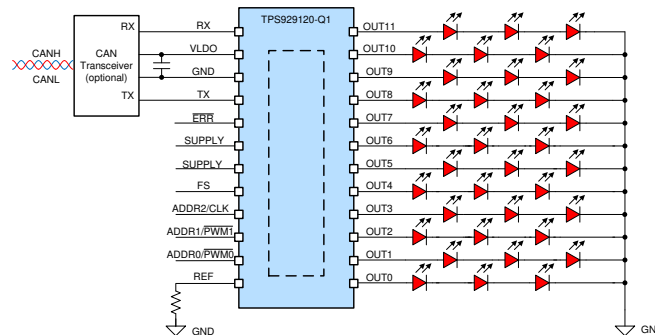 TPS929120-Q1
CANH
CANL
CAN
Transceiver
(optional)
RX
TX
RX
VLDO
GND
TX
ERR
SUPPLY
SUPPLY
FS
ADDR2/CLK
ADDR1/PWM1
ADDR0/PWM0
REF
GND
OUT11
OUT10
OUT9
OUT8
OUT7
OUT6
OUT5
OUT4
OUT3
OUT2
OUT1
OUT0